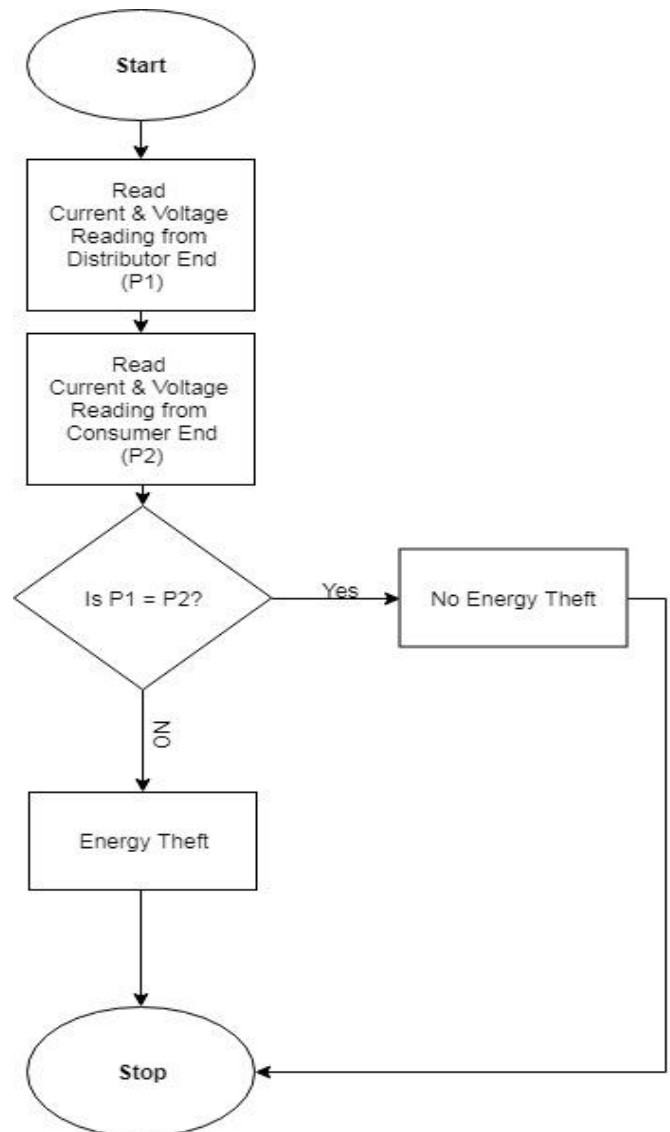 Start
Read
Current & Voltage
Reading from
Distributor End
(P1)
Read
Current & Voltage
Reading from
Consumer End
(P2)
Is P1 = P2?
Yes
No Energy Theft
NO
Energy Theft
Stop